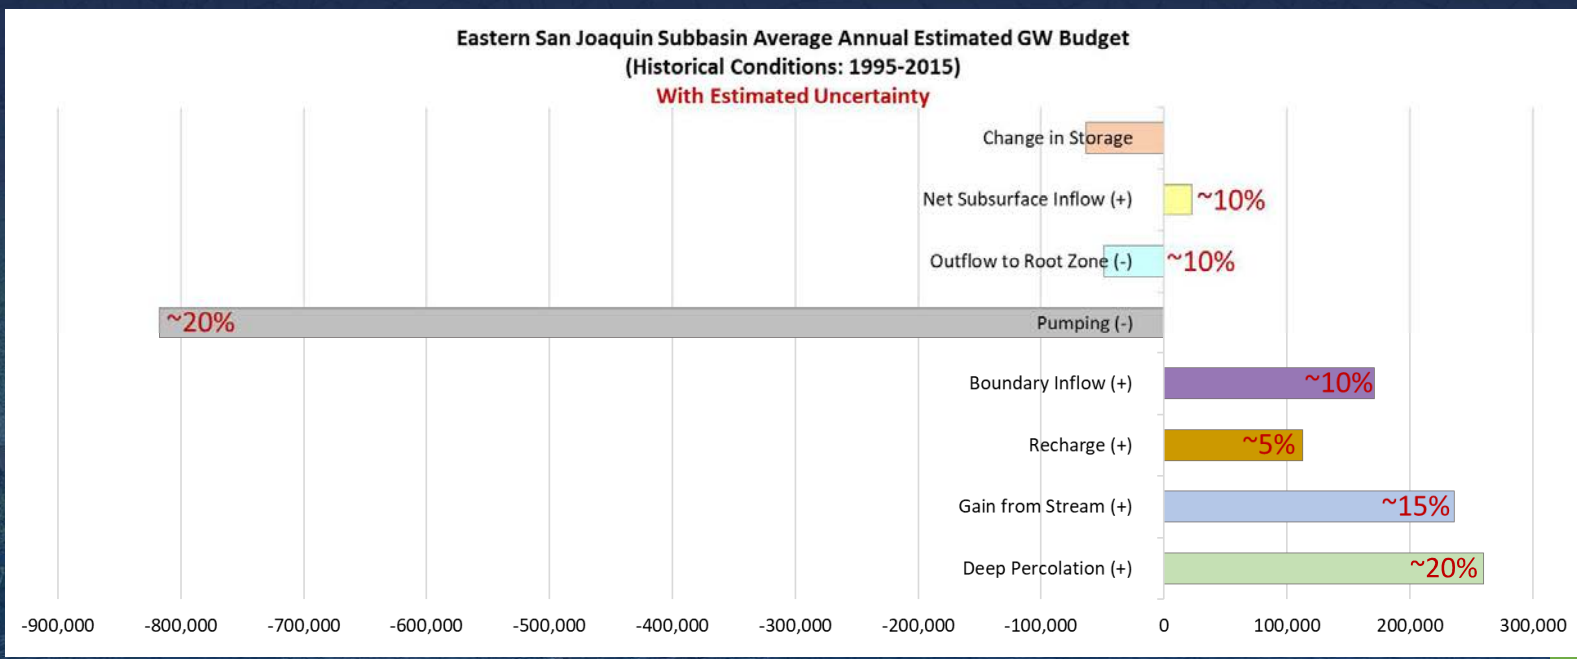 Eastern San Joaquin Subbasin Average Annual Estimated GW Budget
(Historical Conditions: 1995-2015)
With Estimated Uncertainty
Change in Storage
Net Subsurface Inflow (+) ~10%
Outflow to Root Zone (-) ~10%
~20% Pumping (-)
Boundary Inflow (+) ~10%
Recharge (+) ~5%
Gain from Stream (+) ~15%
Deep Percolation (+) ~20%
-900,000 -800,000 -700,000 -600,000 -500,000 -400,000 -300,000 -200,000 -100,000 0 100,000 200,000 300,000